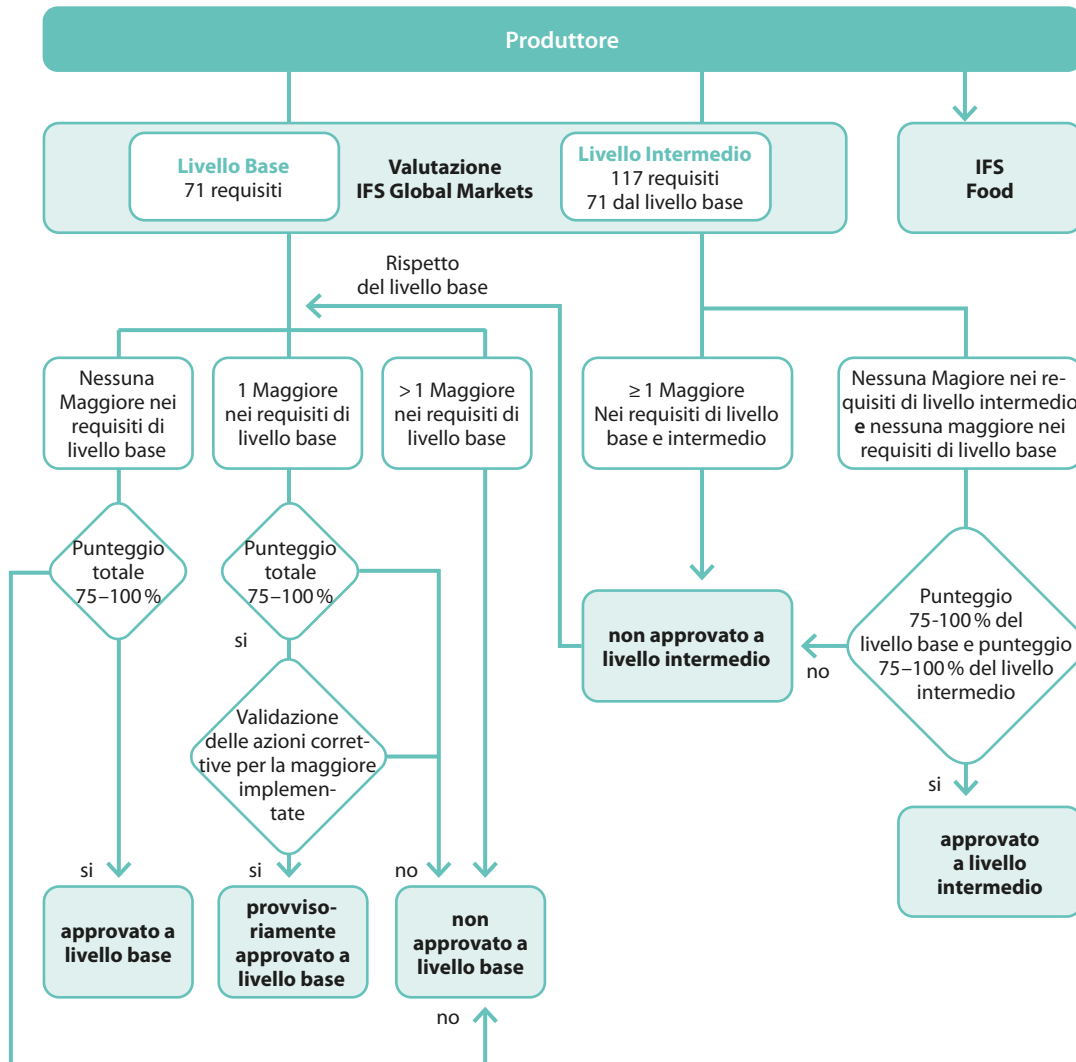 Produttore
Livello Base
71 requisiti
Valutazione
IFS Global Markets
Livello Intermedio
117 requisiti
71 dal livello base
IFS
Food
Rispetto
del livello base
Nessuna
Maggiore nei
requisiti di
livello base
1 Maggiore
nei requisiti di
livello base
> 1 Maggiore
nei requisiti di
livello base
≥ 1 Maggiore
Nei requisiti di livello
base e intermedio
Nessuna Magiore nei re-
quisiti di livello intermedio
e nessuna maggiore nei
requisiti di livello base
Punteggio
totale
75–100 %
Punteggio
totale
75–100 %
si
non approvato a
livello intermedio
no
Punteggio
75-100 % del
livello base e punteggio
75–100 % del livello
intermedio
Validazione
delle azioni corret-
tive per la maggiore
implemen-
tate
si
approvato
a livello
intermedio
si
si
no
approvato a
livello base
provviso-
riamente
approvato a
livello base
non
approvato a
livello base
no